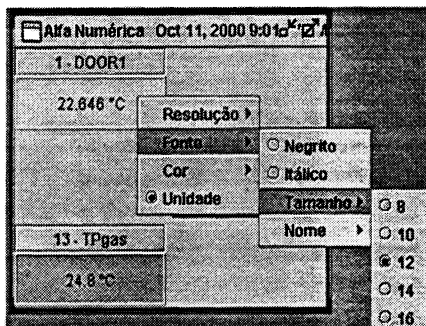 Alfa Numérica Oct 11, 2000 9:01
1 - DOOR1
22.646 °C
Resolução
Fonte
Cor
Unidade
Negrito
Itálico
Tamanho
Nome
8
10
12
14
16
13 - TPgas
24.8 °C